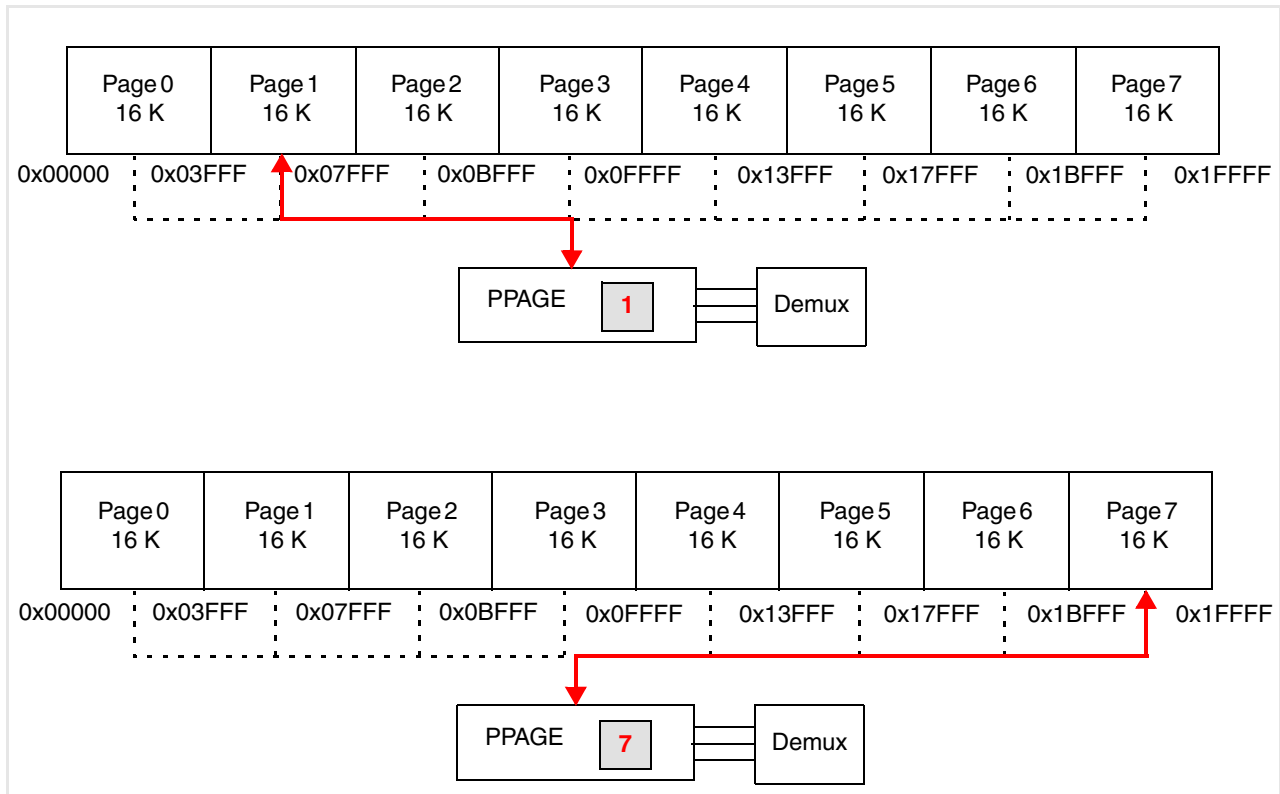 Page 0 Page 1 Page 2 Page 3 Page 4 Page 5 Page 6 Page 7
16 K 16 K 16 K 16 K 16 K 16 K 16 K 16 K
0x00000 0x03FFF 0x07FFF 0x0BFFF 0x0FFFF 0x13FFF 0x17FFF 0x1BFFF 0x1FFFF
PPAGE 1 Demux
Page 0 Page 1 Page 2 Page 3 Page 4 Page 5 Page 6 Page 7
16 K 16 K 16 K 16 K 16 K 16 K 16 K 16 K
0x00000 0x03FFF 0x07FFF 0x0BFFF 0x0FFFF 0x13FFF 0x17FFF 0x1BFFF 0x1FFFF
PPAGE 7 Demux